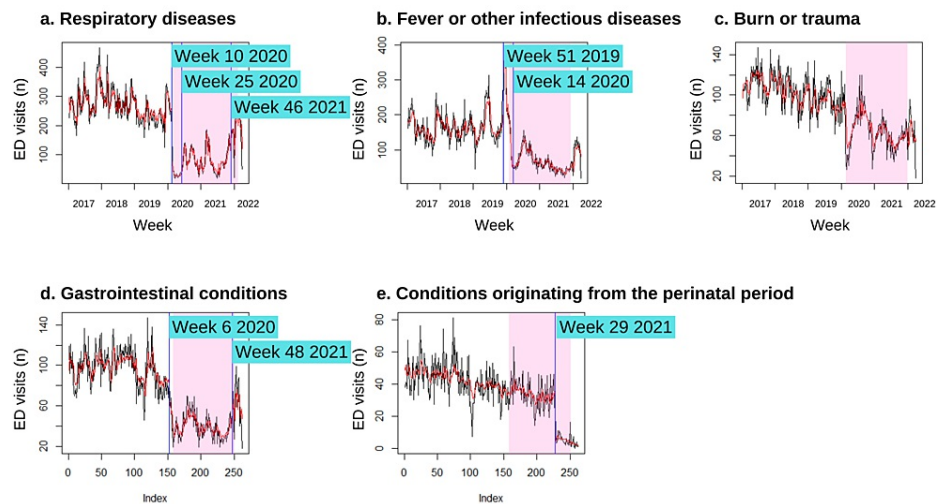 a. Respiratory diseases
ED visits (n)
400
300
200
100
Week 10 2020
Week 25 2020
Week 46 2021
2017 2018 2019 2020 2021 2022
Week
b. Fever or other infectious diseases
ED visits (n)
400
300
200
100
Week 51 2019
Week 14 2020
2017 2018 2019 2020 2021 2022
Week
c. Burn or trauma
ED visits (n)
140
100
60
20
2017 2018 2019 2020 2021 2022
Week
d. Gastrointestinal conditions
ED visits (n)
140
100
60
20
Week 6 2020
Week 48 2021
0 50 100 150 200 250
Index
e. Conditions originating from the perinatal period
ED visits (n)
80
60
40
20
0
Week 29 2021
0 50 100 150 200 250
Index